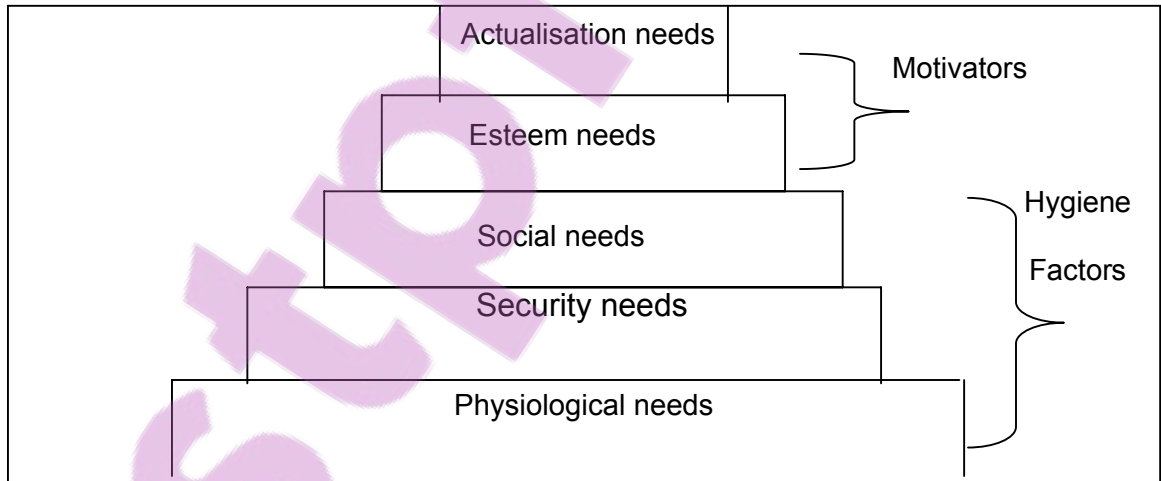 Actualisation needs
Motivators
Esteem needs
Hygiene
Social needs
Factors
Security needs
Physiological needs